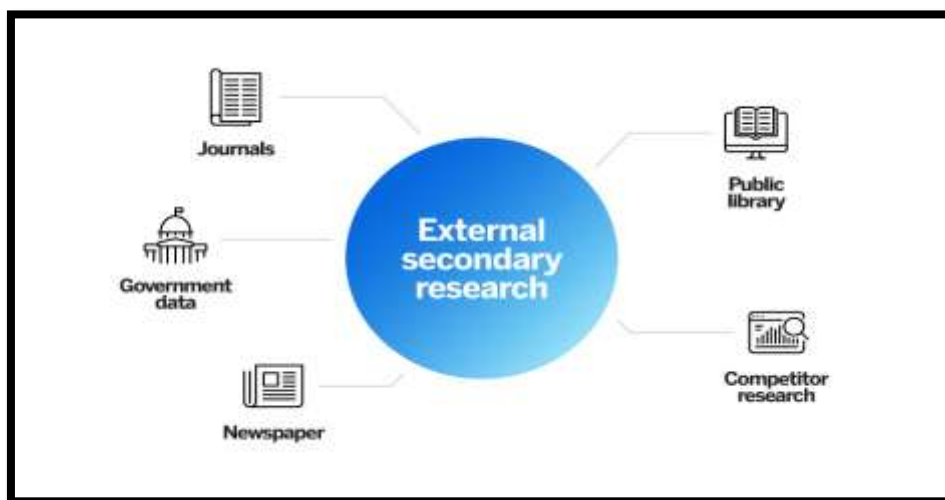 Journals
Government
data
Newspaper
External
secondary
research
Public
library
Competitor
research